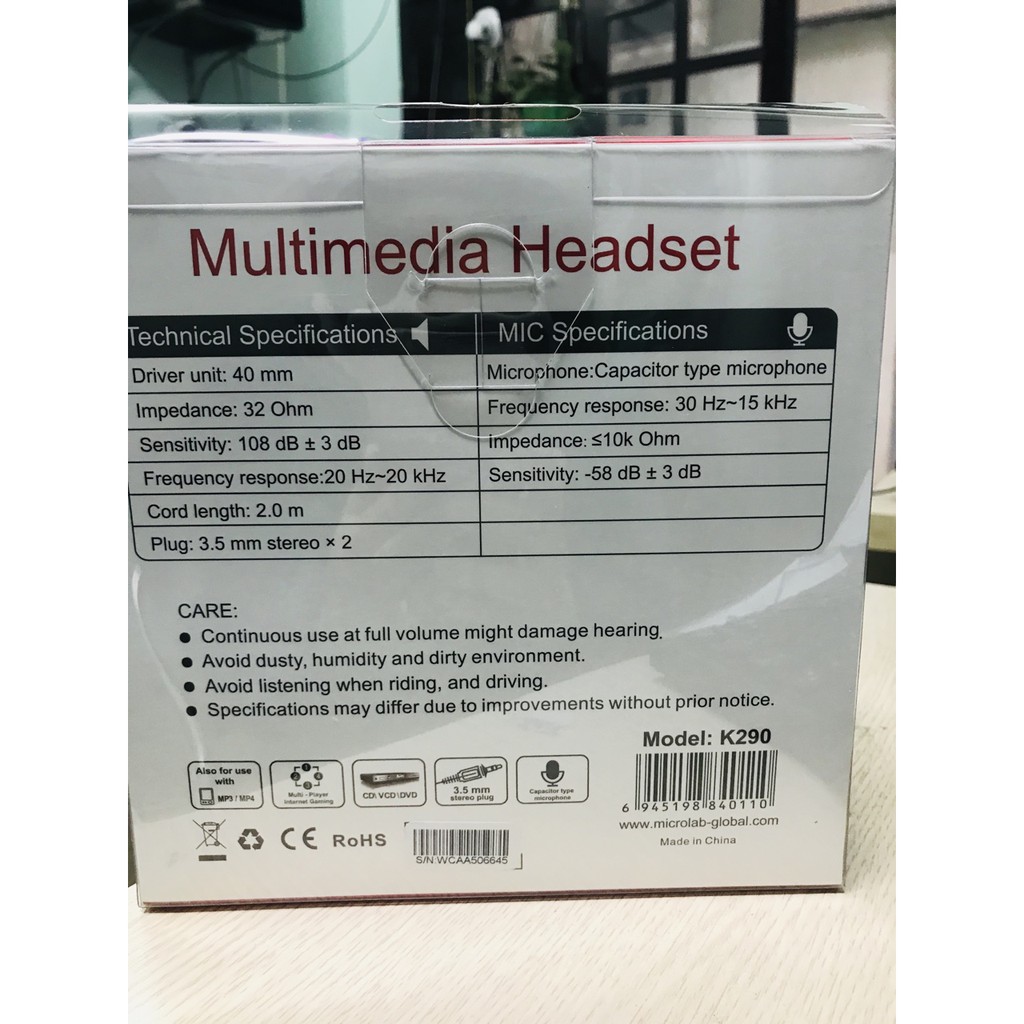 Multimedia Headset
Technical Specifications
Driver unit: 40 mm
Impedance: 32 Ohm
Sensitivity: 108 dB ± 3 dB
Frequency response:20 Hz~20 kHz
Cord length: 2.0 m
Plug: 3.5 mm stereo × 2
MIC Specifications
Microphone:Capacitor type microphone
Frequency response: 30 Hz~15 kHz
impedance: ≤10k Ohm
Sensitivity: -58 dB ± 3 dB
CARE:
● Continuous use at full volume might damage hearing.
● Avoid dusty, humidity and dirty environment.
● Avoid listening when riding, and driving.
● Specifications may differ due to improvements without prior notice.
Also for use
with
MP3 / MP4
Multi - Player
Internet Gaming
CD\ VCD\DVD
3.5 mm
stereo plug
Capacitor type
microphone
Model: K290
6 945198 840110
www.microlab-global.com
Made in China
CE RoHS
S/N:WCAA506645